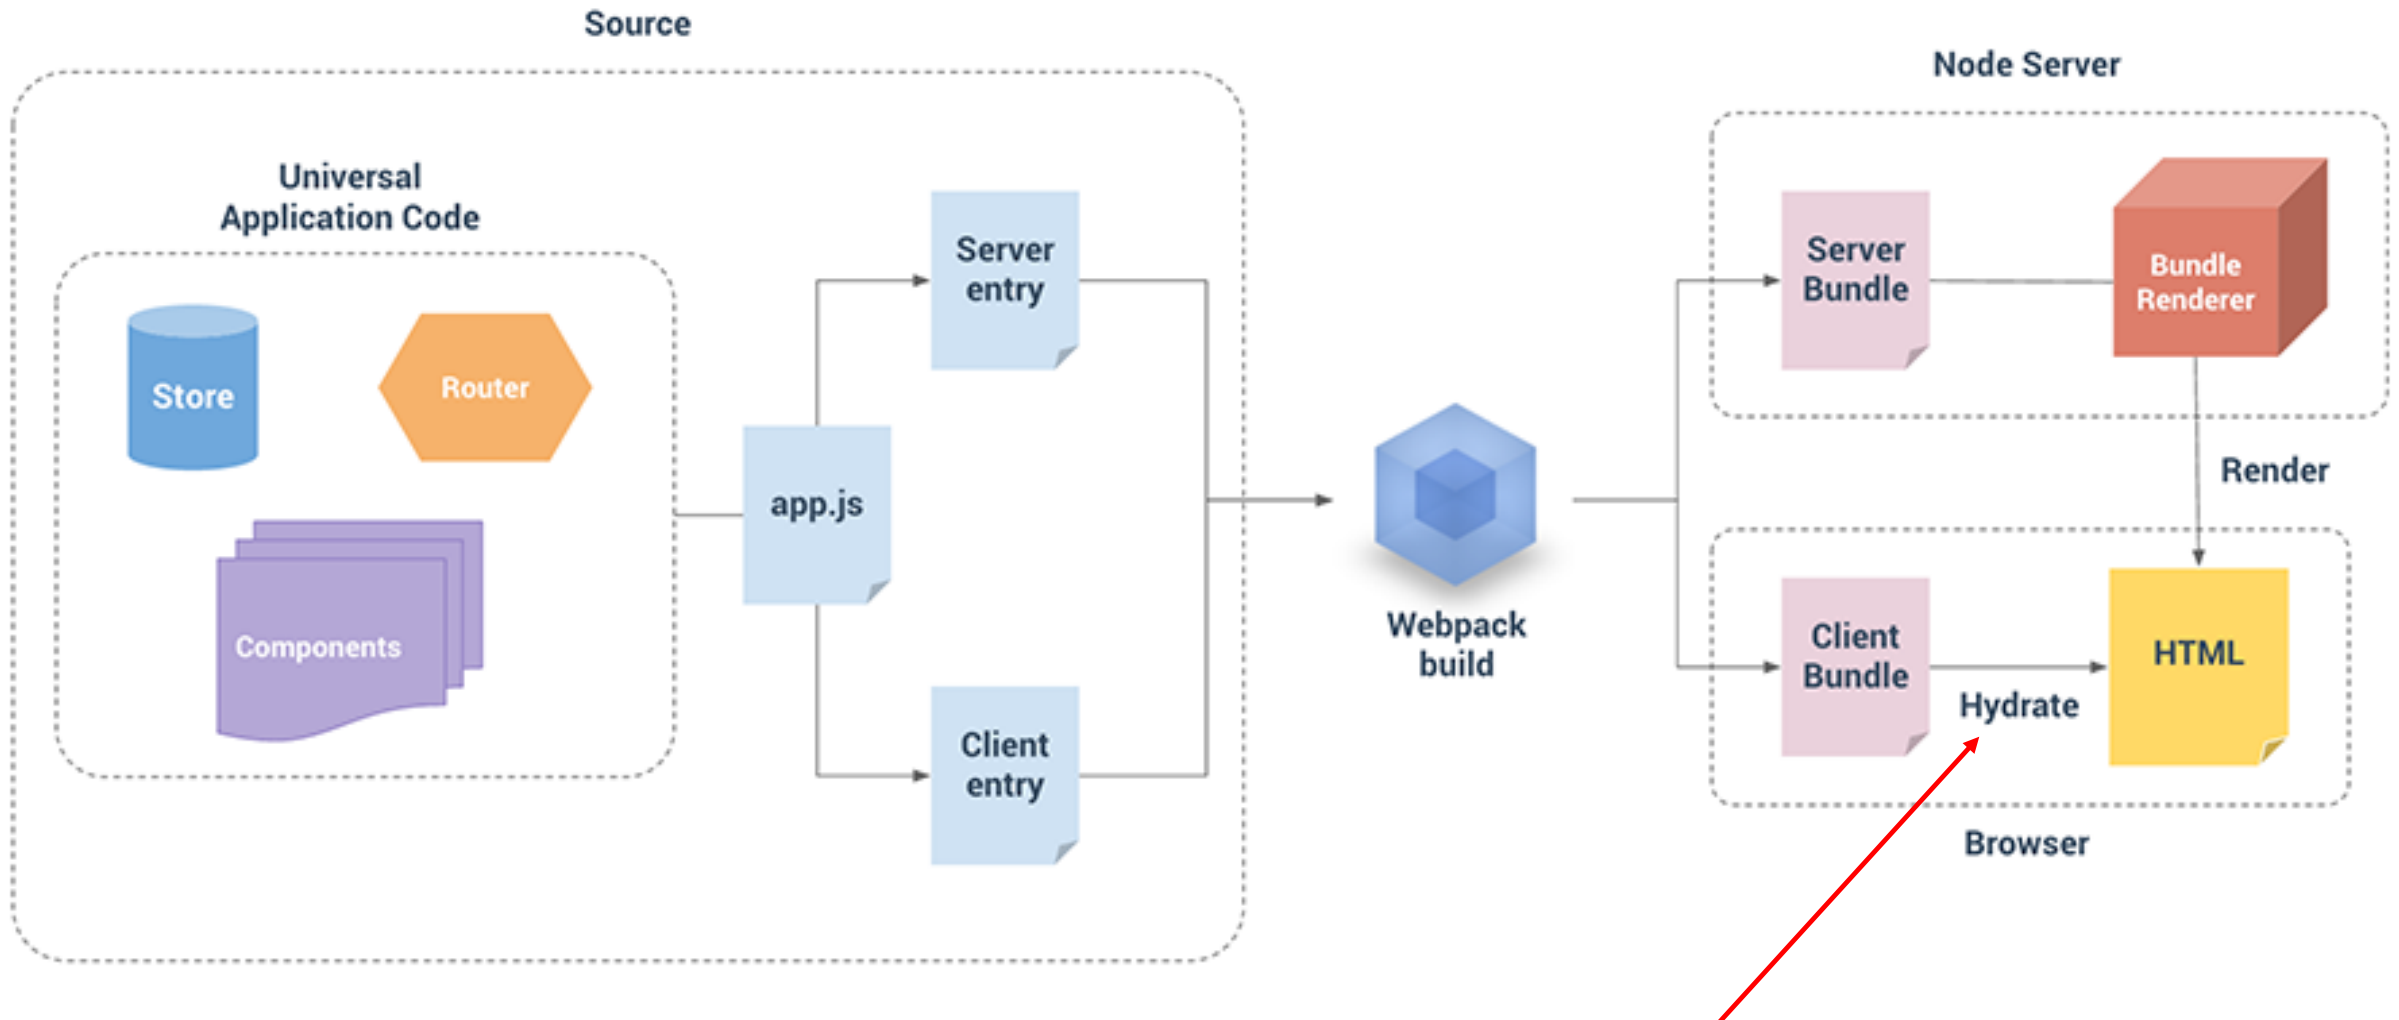 Source
Node Server
Universal
Application Code
Store
Router
Components
app.js
Server
entry
Client
entry
Webpack
build
Server
Bundle
Bundle
Renderer
Render
Client
Bundle
Hydrate
HTML
Browser